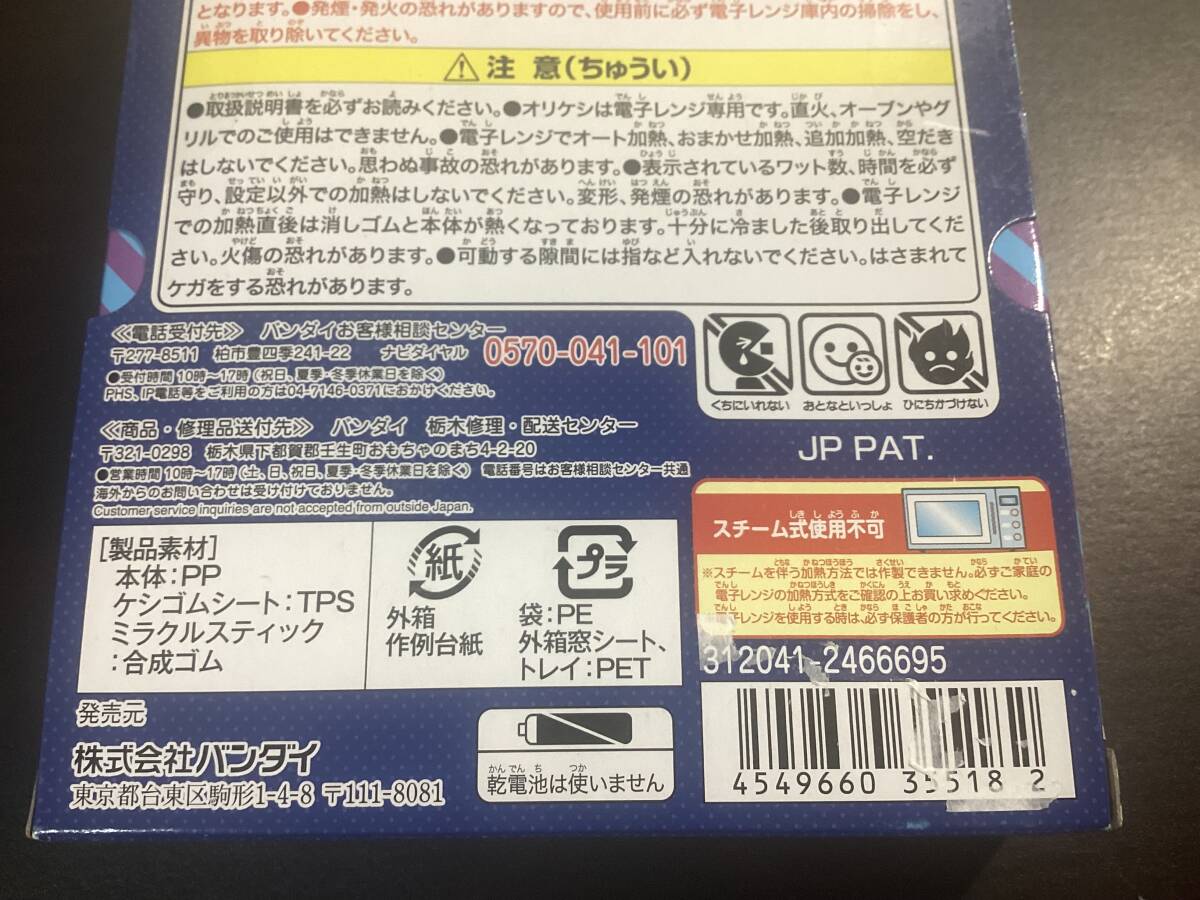 となります。●発煙・発火の恐れがありますので、使用前に必ず電子レンジ庫内の掃除をし、
異物を取り除いてください。
⚠注 意(ちゅうい)
●取扱説明書を必ずお読みください。●オリケシは電子レンジ専用です。直火、オーブンやグ
リルでのご使用はできません。●電子レンジでオート加熱、おまかせ加熱、追加加熱、空だき
はしないでください。思わぬ事故の恐れがあります。●表示されているワット数、時間を必ず
守り、設定以外での加熱はしないでください。変形、発煙の恐れがあります。●電子レンジ
での加熱直後は消しゴムと本体が熱くなっております。十分に冷ました後取り出してくだ
さい。火傷の恐れがあります。●可動する隙間には指など入れないでください。はさまれて
ケガをする恐れがあります。
≪電話受付先≫ バンダイお客様相談センター
〒277-8511 柏市豊四季241-22 ナビダイヤル 0570-041-101
●受付時間 10時〜17時(祝日、夏季・冬季休業日を除く)
PHS、IP電話等をご利用の方は04-7146-0371におかけください。
くちにいれない おとなといっしょ ひにちかづけない
≪商品・修理品送付先≫ バンダイ 栃木修理・配送センター
〒321-0298 栃木県下都賀郡壬生町おもちゃのまち4-2-20
●営業時間 10時〜17時(土、日、祝日、夏季・冬季休業日を除く) 電話番号はお客様相談センター共通
海外からのお問い合わせは受け付けておりません。
Customer service inquiries are not accepted from outside Japan.
JP PAT.
スチーム式使用不可
※スチームを伴う加熱方法では作製できません。必ずご家庭の
電子レンジの加熱方式をご確認の上お買い求めください。
電子レンジを使用する時は、必ず保護者の方が行ってください。
[製品素材]
本体:PP
ケシゴムシート:TPS
ミラクルスティック
:合成ゴム
紙
外箱
作例台紙
プラ
袋:PE
外箱窓シート、
トレイ:PET
312041-2466695
4549660 35518 2
発売元
株式会社バンダイ
東京都台東区駒形1-4-8 〒111-8081
乾電池は使いません